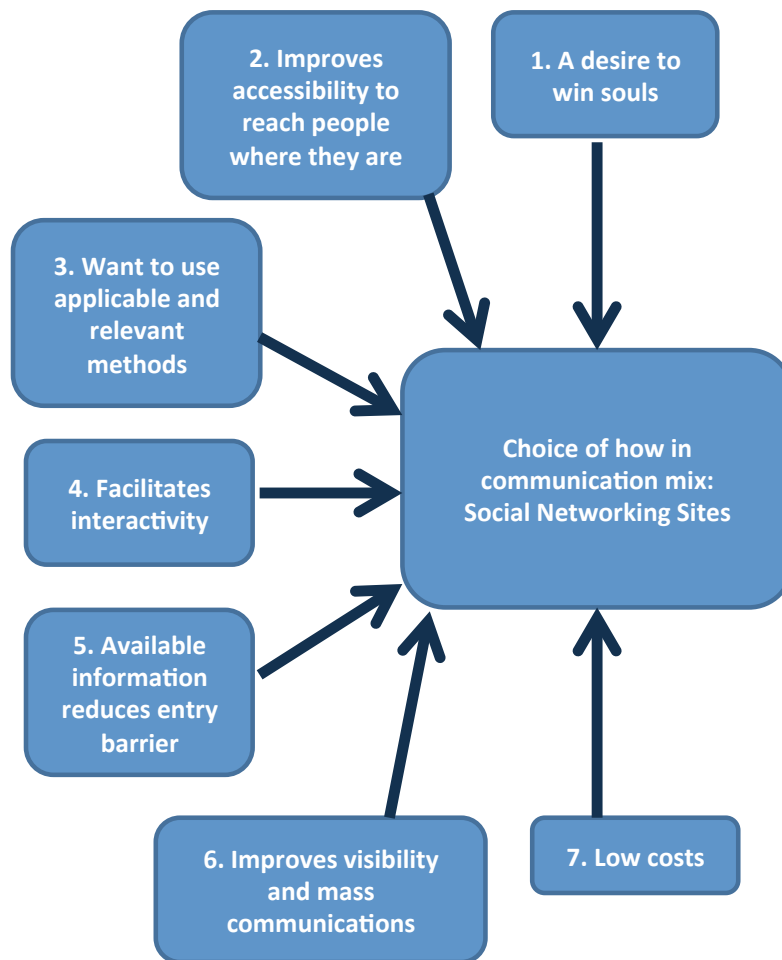 1. A desire to
win souls
2. Improves
accessibility to
reach people
where they are
3. Want to use
applicable and
relevant
methods
4. Facilitates
interactivity
5. Available
information
reduces entry
barrier
6. Improves visibility
and mass
communications
7. Low costs
Choice of how in
communication mix:
Social Networking Sites